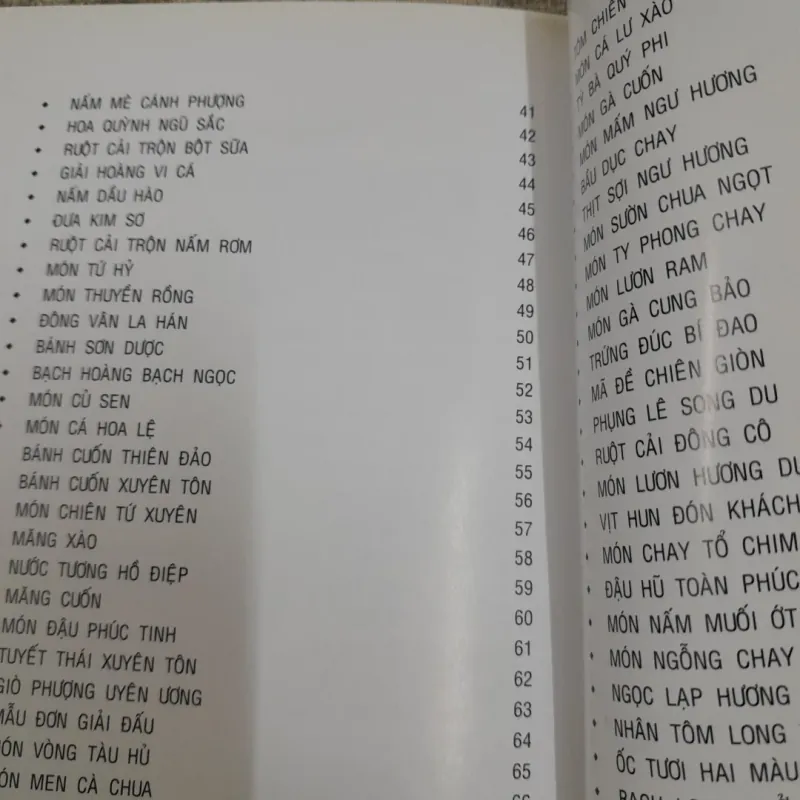 • NẤM MÈ CÁNH PHƯỢNG 41
• HOA QUỲNH NGŨ SẮC 42
• RUỘT CẢI TRỘN BỘT SỮA 43
• GIẢI HOÀNG VI CÁ 44
• NẤM DẦU HÀO 45
• DƯA KIM SƠ 46
• RUỘT CẢI TRỘN NẤM RƠM 47
• MÓN TỨ HỶ 48
• MÓN THUYỀN RỒNG 49
• ĐÔNG VÂN LA HÁN 50
• BÁNH SƠN DƯỢC 51
• BẠCH HOÀNG BẠCH NGỌC 52
• MÓN CỦ SEN 53
• MÓN CÁ HOA LỆ 54
BÁNH CUỐN THIÊN ĐẢO 55
BÁNH CUỐN XUYÊN TÔN 56
MÓN CHIÊN TỨ XUYÊN 57
MĂNG XÀO 58
NƯỚC TƯƠNG HỒ ĐIỆP 59
MĂNG CUỐN 60
MÓN ĐẬU PHÚC TINH 61
TUYẾT THÁI XUYÊN TÔN 62
GIÒ PHƯỢNG UYÊN ƯƠNG 63
MẪU ĐƠN GIẢI ĐẤU 64
MÓN VÒNG TÀU HỦ 65
MÓN MEN CÀ CHUA 66
TÔM CHIÊN
MÓN CÁ LƯ XÀO
TỲ BÀ QUÝ PHI
MÓN GÀ CUỐN
• MÓN MẮM NGƯ HƯƠNG
• BẦU DỤC CHAY
• THỊT SỢI NGƯ HƯƠNG
• MÓN SƯỜN CHUA NGỌT
• MÓN TY PHONG CHAY
• MÓN LƯƠN RAM
• MÓN GÀ CUNG BẢO
• TRỨNG ĐÚC BÍ ĐAO
• MÃ ĐỀ CHIÊN GIÒN
• PHỤNG LÊ SONG DU
• RUỘT CẢI ĐÔNG CÔ
• MÓN LƯƠN HƯƠNG DU
• VỊT HUN ĐÓN KHÁCH
• MÓN CHAY TỔ CHIM
• ĐẬU HŨ TOÀN PHÚC
• MÓN NẤM MUỐI ỚT
• MÓN NGỖNG CHAY
• NGỌC LẠP HƯƠNG
• NHÂN TÔM LONG
• ỐC TƯƠI HAI MÀU